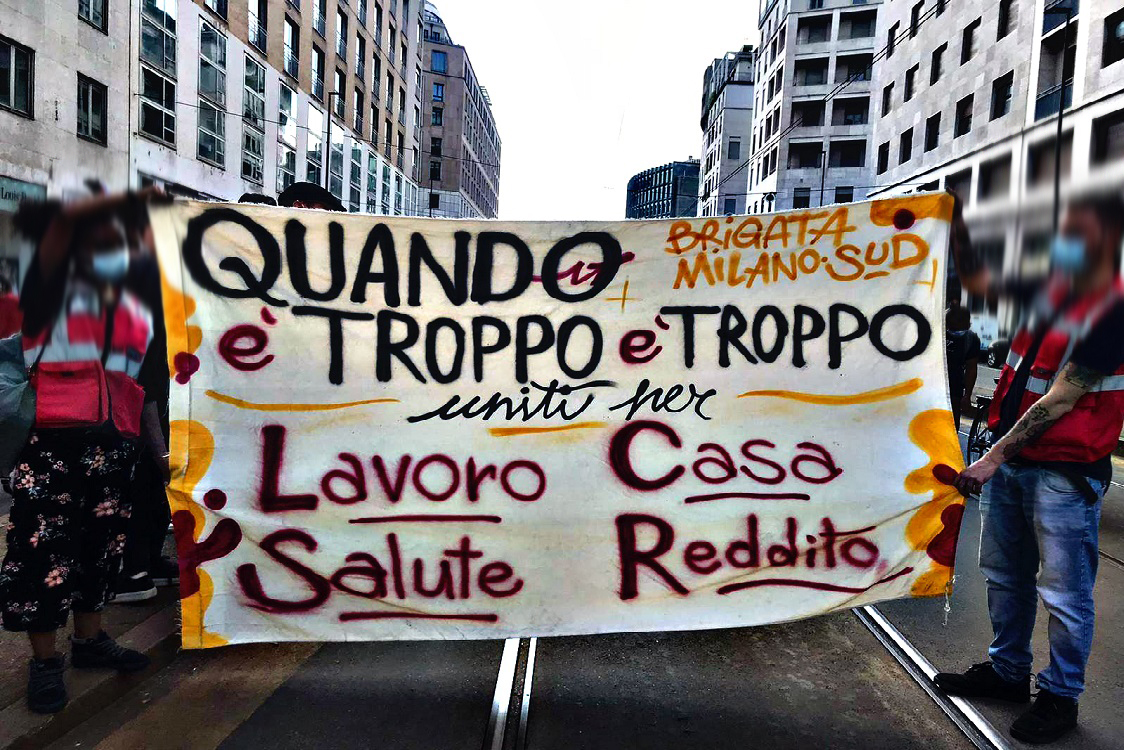 QUANDO
BRIGATA
MILANO·SUD
è TROPPO è TROPPO
uniti per
Lavoro Casa
Salute Reddito